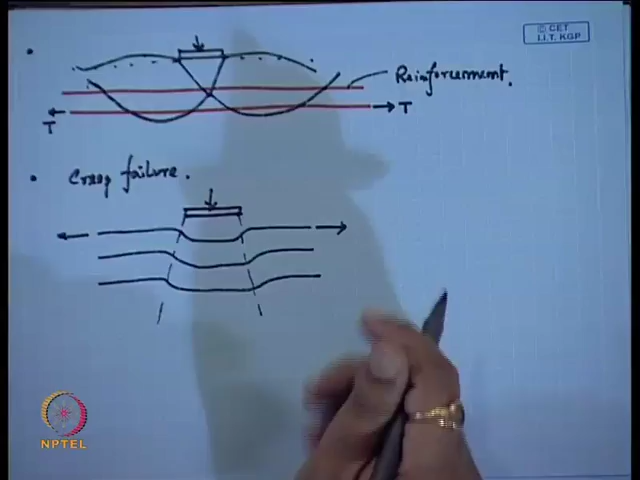 © CET
I.I.T. KGP
Reinforcement.
T
T
Creep failure.
NPTEL